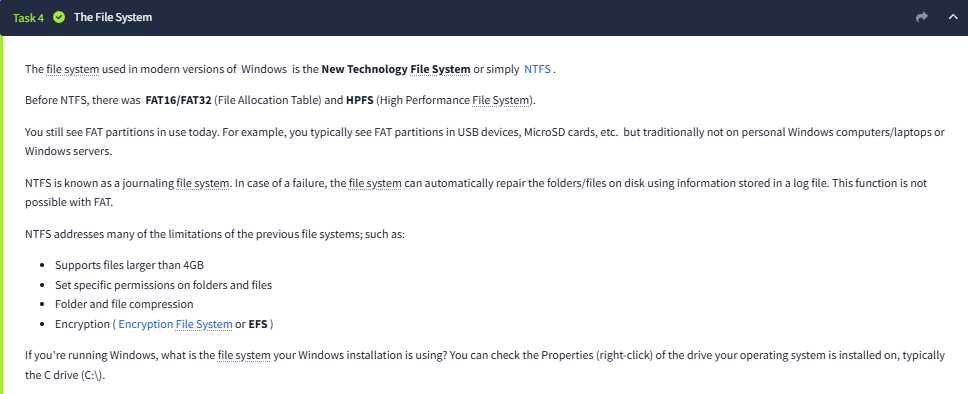 Task 4 The File System
The file system used in modern versions of Windows is the New Technology File System or simply NTFS .
Before NTFS, there was FAT16/FAT32 (File Allocation Table) and HPFS (High Performance File System).
You still see FAT partitions in use today. For example, you typically see FAT partitions in USB devices, MicroSD cards, etc. but traditionally not on personal Windows computers/laptops or
Windows servers.
NTFS is known as a journaling file system. In case of a failure, the file system can automatically repair the folders/files on disk using information stored in a log file. This function is not
possible with FAT.
NTFS addresses many of the limitations of the previous file systems; such as:
• Supports files larger than 4GB
• Set specific permissions on folders and files
• Folder and file compression
• Encryption ( Encryption File System or EFS )
If you're running Windows, what is the file system your Windows installation is using? You can check the Properties (right-click) of the drive your operating system is installed on, typically
the C drive (C:\).